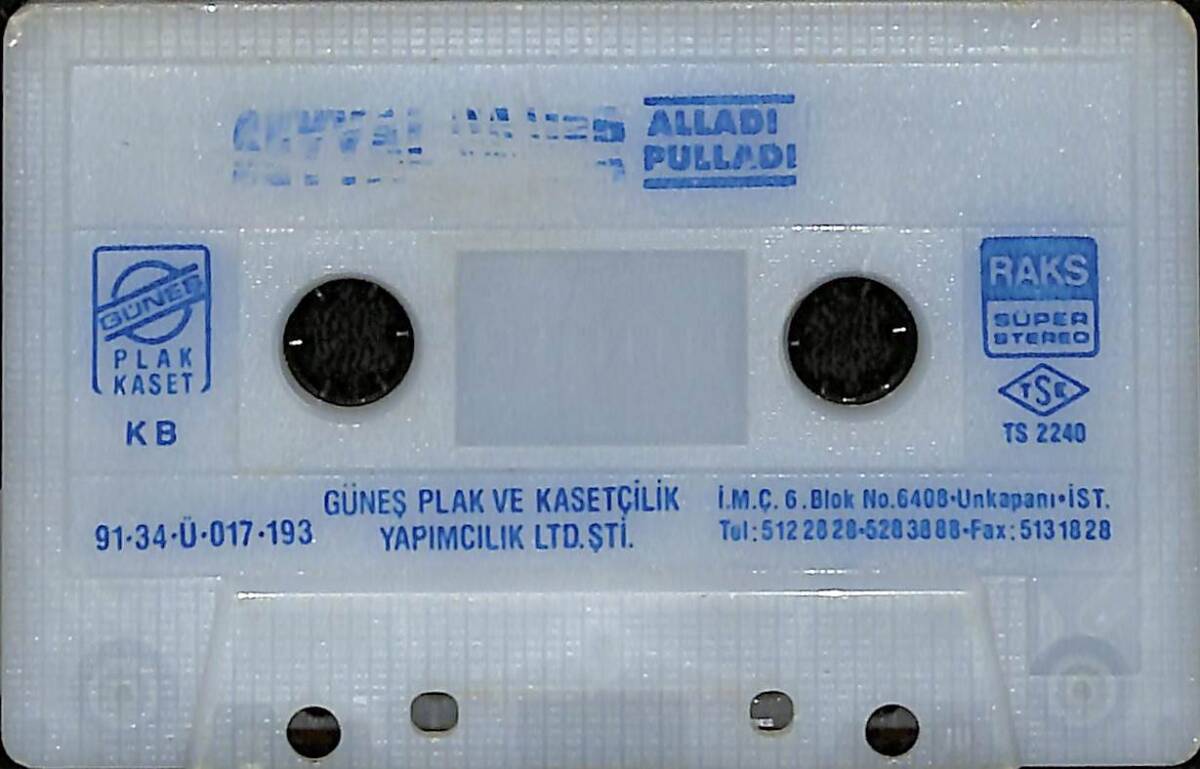 ALLADI
PULLADI
GÜNEŞ
PLAK
KASET
KB
RAKS
SÜPER
STEREO
TSE
TS 2240
91·34·Ü·017·193
GÜNEŞ PLAK VE KASETÇİLİK
YAPIMCILIK LTD.ŞTİ.
İ.M.Ç. 6.Blok No.6408·Unkapanı·İST.
Tel:512 28 28·528 38 88·Fax:513 18 28